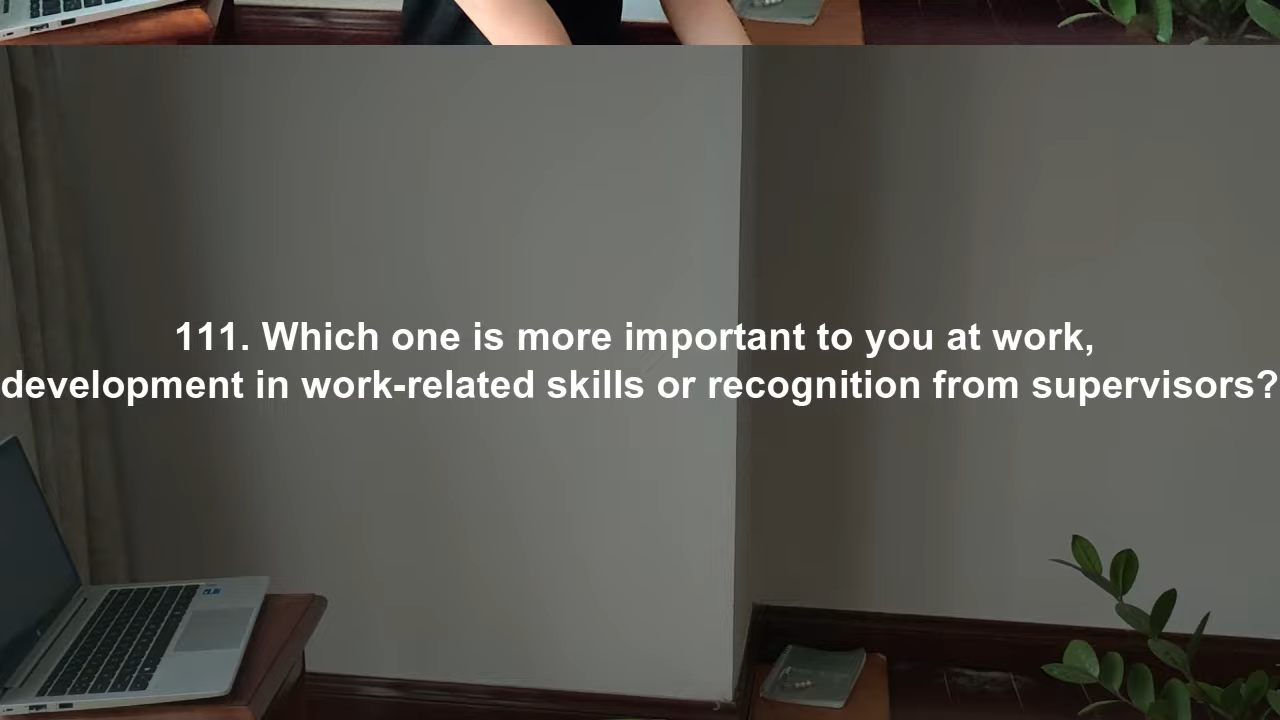 111. Which one is more important to you at work,
development in work-related skills or recognition from supervisors?